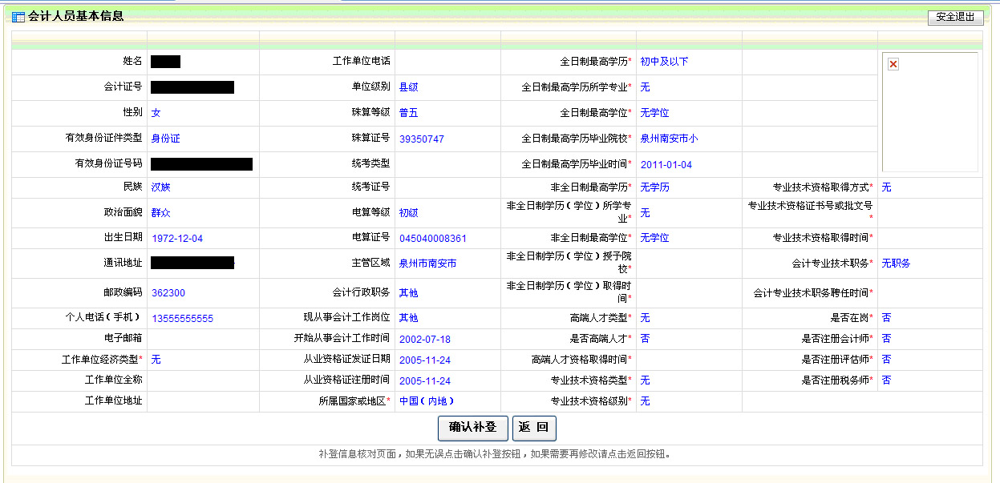 会计人员基本信息
安全退出
姓名 工作单位电话 全日制最高学历* 初中及以下
会计证号 单位级别 县级 全日制最高学历所学专业* 无
性别 女 珠算等级 普五 全日制最高学位* 无学位
有效身份证件类型 身份证 珠算证号 39350747 全日制最高学历毕业院校* 泉州南安市小
有效身份证号码 统考类型 全日制最高学历毕业时间* 2011-01-04
民族 汉族 统考证号 非全日制最高学历* 无学历 专业技术资格取得方式* 无
政治面貌 群众 电算等级 初级 非全日制学历(学位)所学专 无 专业技术资格证书号或批文号
业* *
出生日期 1972-12-04 电算证号 045040008361 非全日制最高学位* 无学位 专业技术资格取得时间*
通讯地址 主管区域 泉州市南安市 非全日制学历(学位)授予院 会计专业技术职务* 无职务
校*
邮政编码 362300 会计行政职务 其他 非全日制学历(学位)取得时 会计专业技术职务聘任时间*
间*
个人电话(手机) 13555555555 现从事会计工作岗位 其他 高端人才类型* 无 是否在岗* 否
电子邮箱 开始从事会计工作时间 2002-07-18 是否高端人才* 否 是否注册会计师* 否
工作单位经济类型* 无 从业资格证发证日期 2005-11-24 高端人才资格取得时间* 是否注册评估师* 否
工作单位全称 从业资格证注册时间 2005-11-24 专业技术资格类型* 无 是否注册税务师* 否
工作单位地址 所属国家或地区* 中国(内地) 专业技术资格级别* 无
确认补登 返 回
补登信息核对页面，如果无误点击确认补登按钮，如果需要再修改请点击返回按钮。